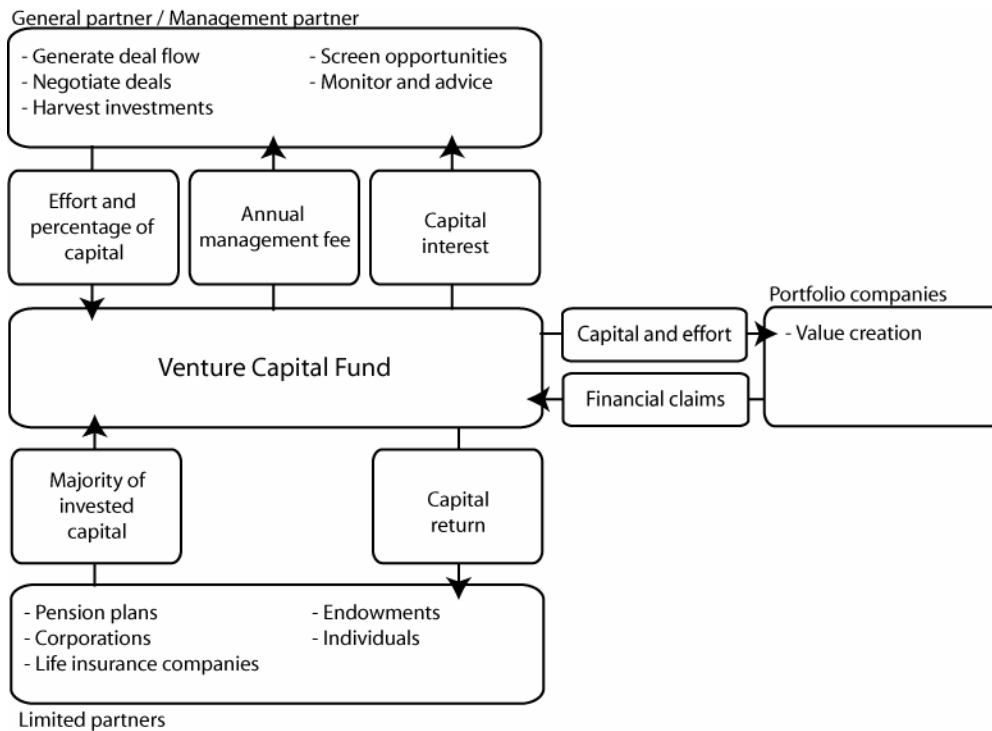 General partner / Management partner
- Generate deal flow
- Negotiate deals
- Harvest investments
- Screen opportunities
- Monitor and advice
Effort and
percentage of
capital
Annual
management fee
Capital
interest
Venture Capital Fund
Capital and effort
Financial claims
Portfolio companies
- Value creation
Majority of
invested
capital
Capital
return
- Pension plans
- Corporations
- Life insurance companies
- Endowments
- Individuals
Limited partners